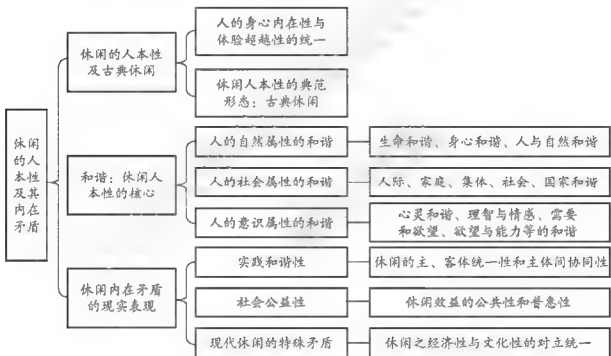 休闲
的人
本性
及其
内在
矛盾
休闲的人本性
及古典休闲
人的身心内在性与
体验超越性的统一
休闲人本性的典范
形态：古典休闲
和谐：休闲人
本性的核心
人的自然属性的和谐
生命和谐、身心和谐、人与自然和谐
人的社会属性的和谐
人际、家庭、集体、社会、国家和谐
人的意识属性的和谐
心灵和谐、理智与情感、需要
和欲望、欲望与能力等的和谐
休闲内在矛盾
的现实表现
实践和谐性
休闲的主、客体统一性和主体间协同性
社会公益性
休闲效益的公共性和普惠性
现代休闲的特殊矛盾
休闲之经济性与文化性的对立统一